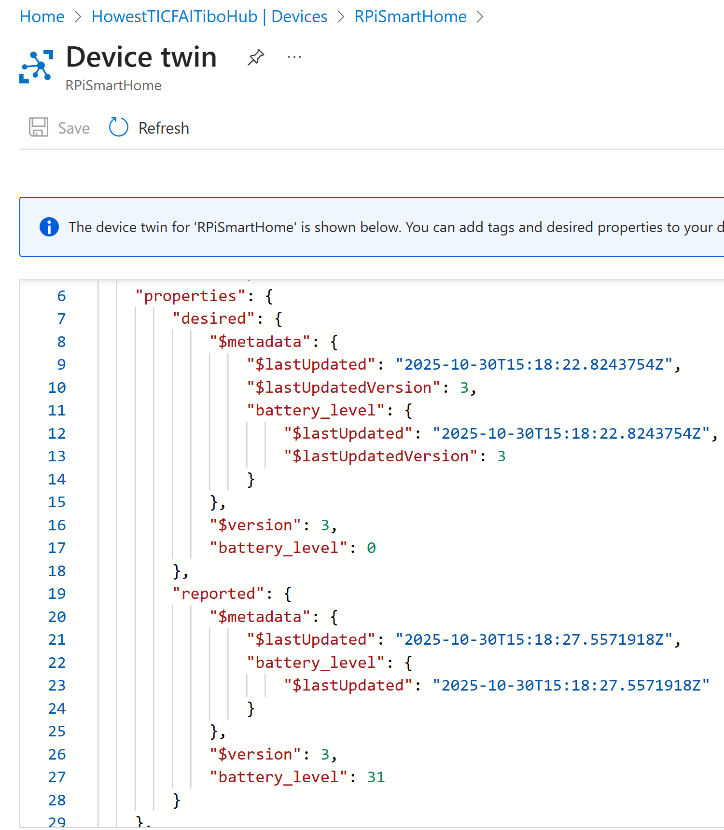 Home > HowestTICFAITiboHub | Devices > RPiSmartHome >
Device twin
RPiSmartHome
Save Refresh
The device twin for 'RPiSmartHome' is shown below. You can add tags and desired properties to your d
6 "properties": {
7 "desired": {
8 "$metadata": {
9 "$lastUpdated": "2025-10-30T15:18:22.8243754Z",
10 "$lastUpdatedVersion": 3,
11 "battery_level": {
12 "$lastUpdated": "2025-10-30T15:18:22.8243754Z",
13 "$lastUpdatedVersion": 3
14 }
15 },
16 "$version": 3,
17 "battery_level": 0
18 },
19 "reported": {
20 "$metadata": {
21 "$lastUpdated": "2025-10-30T15:18:27.5571918Z",
22 "battery_level": {
23 "$lastUpdated": "2025-10-30T15:18:27.5571918Z"
24 }
25 },
26 "$version": 3,
27 "battery_level": 31
28 }
29 },